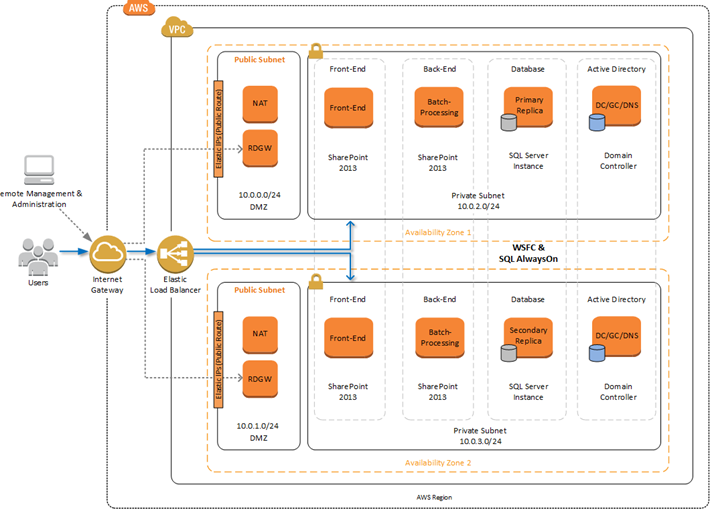 AWS
VPC
Public Subnet
Elastic IPs (Public Route)
NAT
RDGW
10.0.0.0/24
DMZ
Front-End
Back-End
Database
Active Directory
Front-End
Batch-
Processing
Primary
Replica
DC/GC/DNS
SharePoint
2013
SharePoint
2013
SQL Server
Instance
Domain
Controller
Private Subnet
10.0.2.0/24
Availability Zone 1
emote Management &
Administration
Users
Internet
Gateway
Elastic
Load Balancer
WSFC &
SQL AlwaysOn
Public Subnet
Elastic IPs (Public Route)
NAT
RDGW
10.0.1.0/24
DMZ
Front-End
Back-End
Database
Active Directory
Front-End
Batch-
Processing
Secondary
Replica
DC/GC/DNS
SharePoint
2013
SharePoint
2013
SQL Server
Instance
Domain
Controller
Private Subnet
10.0.3.0/24
Availability Zone 2
AWS Region